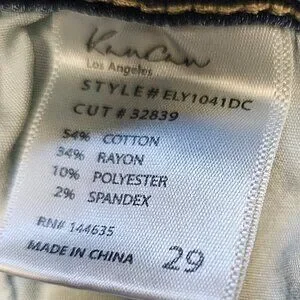 KanCan
Los Angeles
STYLE# ELY1041DC
CUT # 32839
54% COTTON
34% RAYON
10% POLYESTER
2% SPANDEX
RN# 144635
MADE IN CHINA
29